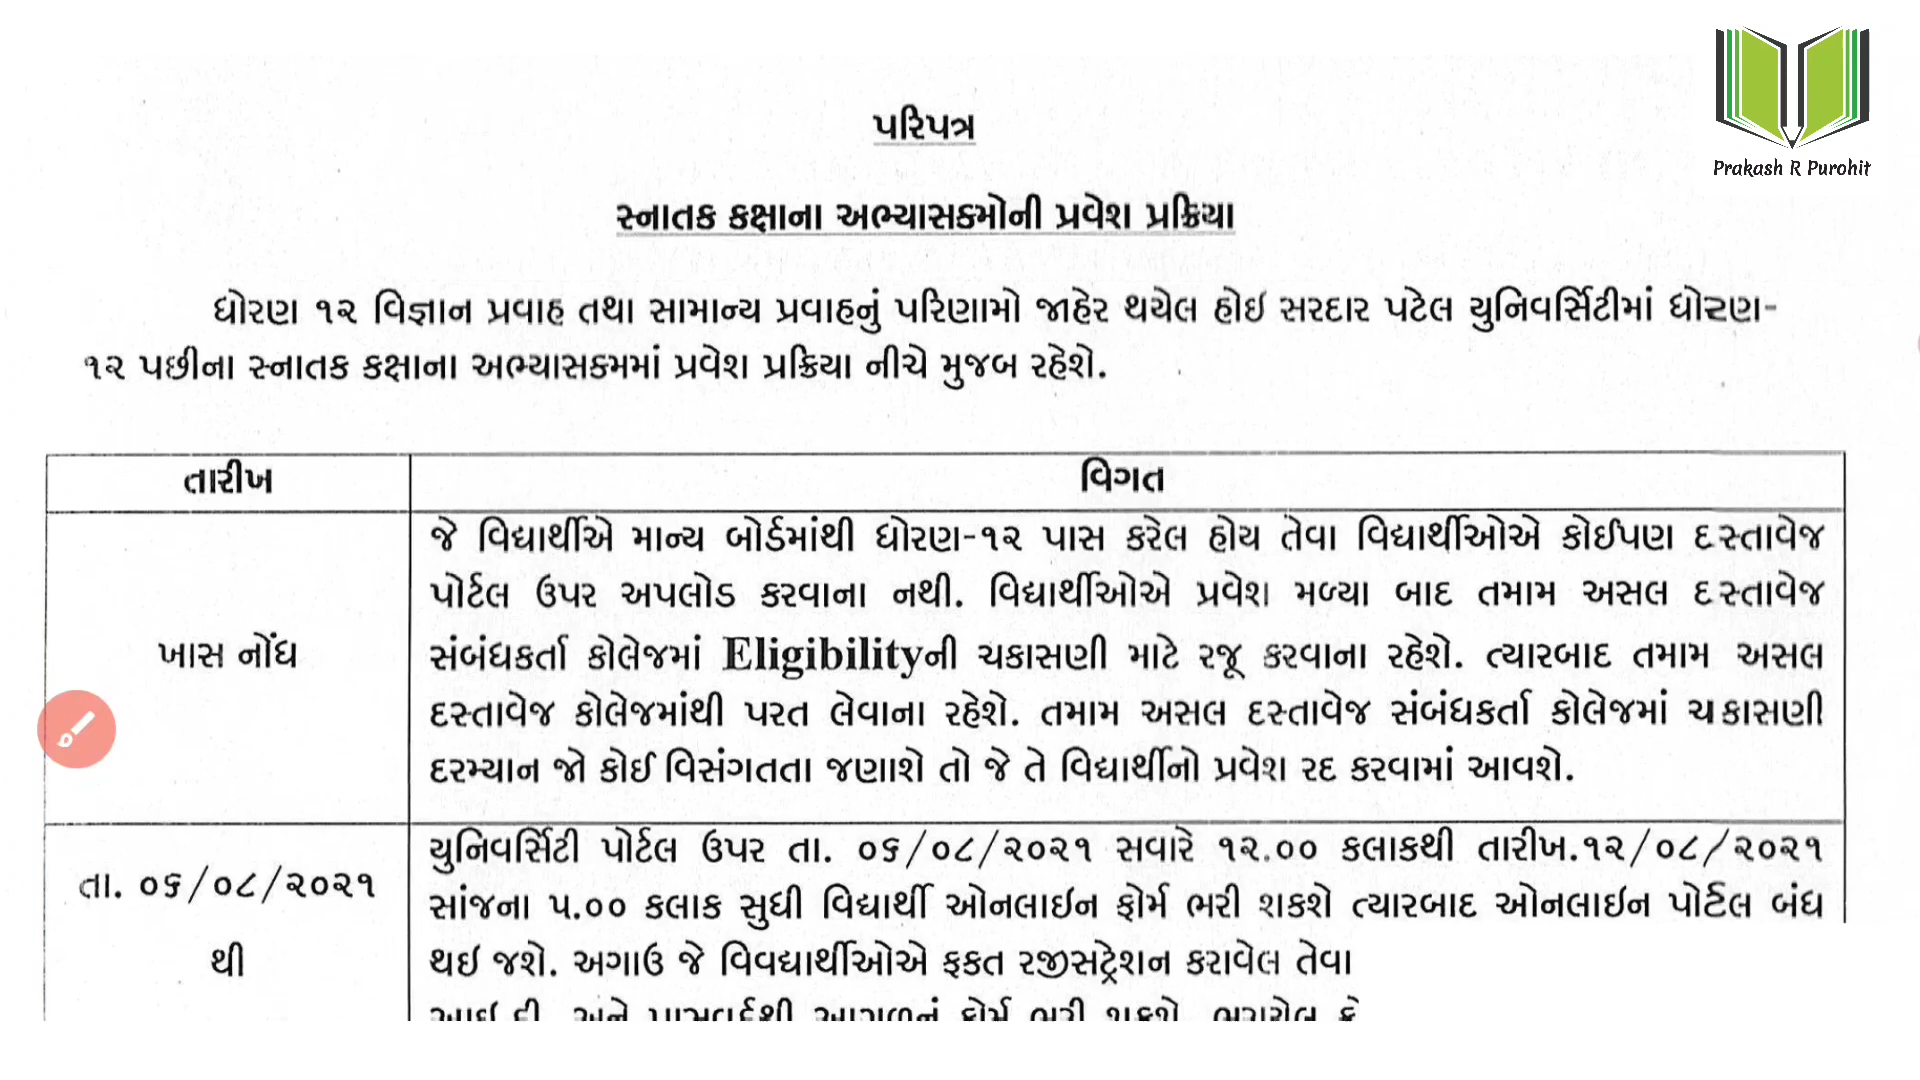 Prakash R Purohit
પરિપત્ર
સ્નાતક કક્ષાના અભ્યાસક્રમોની પ્રવેશ પ્રક્રિયા
ધોરણ ૧૨ વિજ્ઞાન પ્રવાહ તથા સામાન્ય પ્રવાહનું પરિણામો જાહેર થયેલ હોઇ સરદાર પટેલ યુનિવર્સિટીમાં ધોરણ-
૧૨ પછીના સ્નાતક કક્ષાના અભ્યાસક્રમમાં પ્રવેશ પ્રક્રિયા નીચે મુજબ રહેશે.
તારીખ
વિગત
ખાસ નોંધ
જે વિદ્યાર્થીએ માન્ય બોર્ડમાંથી ધોરણ-૧૨ પાસ કરેલ હોય તેવા વિદ્યાર્થીઓએ કોઈપણ દસ્તાવેજ
પોર્ટલ ઉપર અપલોડ કરવાના નથી. વિદ્યાર્થીઓએ પ્રવેશ મળ્યા બાદ તમામ અસલ દસ્તાવેજ
સંબંધકર્તા કોલેજમાં Eligibilityની ચકાસણી માટે રજૂ કરવાના રહેશે. ત્યારબાદ તમામ અસલ
દસ્તાવેજ કોલેજમાંથી પરત લેવાના રહેશે. તમામ અસલ દસ્તાવેજ સંબંધકર્તા કોલેજમાં ચકાસણી
દરમ્યાન જો કોઈ વિસંગતતા જણાશે તો જે તે વિદ્યાર્થીનો પ્રવેશ રદ કરવામાં આવશે.
તા. ૦૬/૦૮/૨૦૨૧
થી
યુનિવર્સિટી પોર્ટલ ઉપર તા. ૦૬/૦૮/૨૦૨૧ સવારે ૧૨.૦૦ કલાકથી તારીખ.૧૨/૦૮/૨૦૨૧
સાંજના ૫.૦૦ કલાક સુધી વિદ્યાર્થી ઓનલાઇન ફોર્મ ભરી શકશે ત્યારબાદ ઓનલાઇન પોર્ટલ બંધ
થઇ જશે. અગાઉ જે વિવદ્યાર્થીઓએ ફકત રજીસટ્રેશન કરાવેલ તેવા